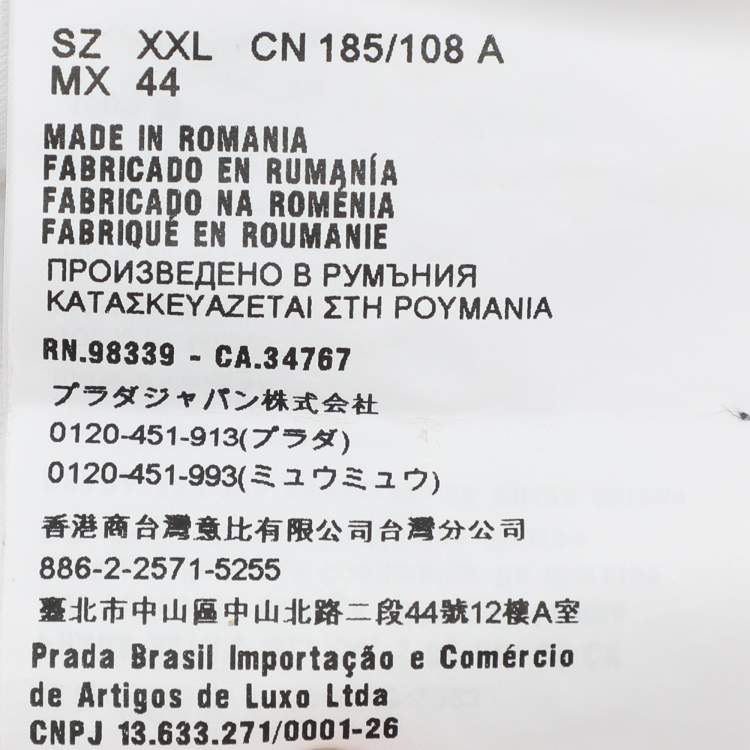 SZ XXL CN 185/108 A
MX 44
MADE IN ROMANIA
FABRICADO EN RUMANÍA
FABRICADO NA ROMÉNIA
FABRIQUÉ EN ROUMANIE
ПРОИЗВЕДЕНО В РУМЪНИЯ
ΚΑΤΑΣΚΕΥΑΖΕΤΑΙ ΣΤΗ ΡΟΥΜΑΝΙΑ
RN.98339 - CA.34767
プラダジャパン株式会社
0120-451-913(プラダ)
0120-451-993(ミュウミュウ)
香港商台灣意比有限公司台灣分公司
886-2-2571-5255
臺北市中山區中山北路二段44號12樓A室
Prada Brasil Importação e Comércio
de Artigos de Luxo Ltda
CNPJ 13.633.271/0001-26